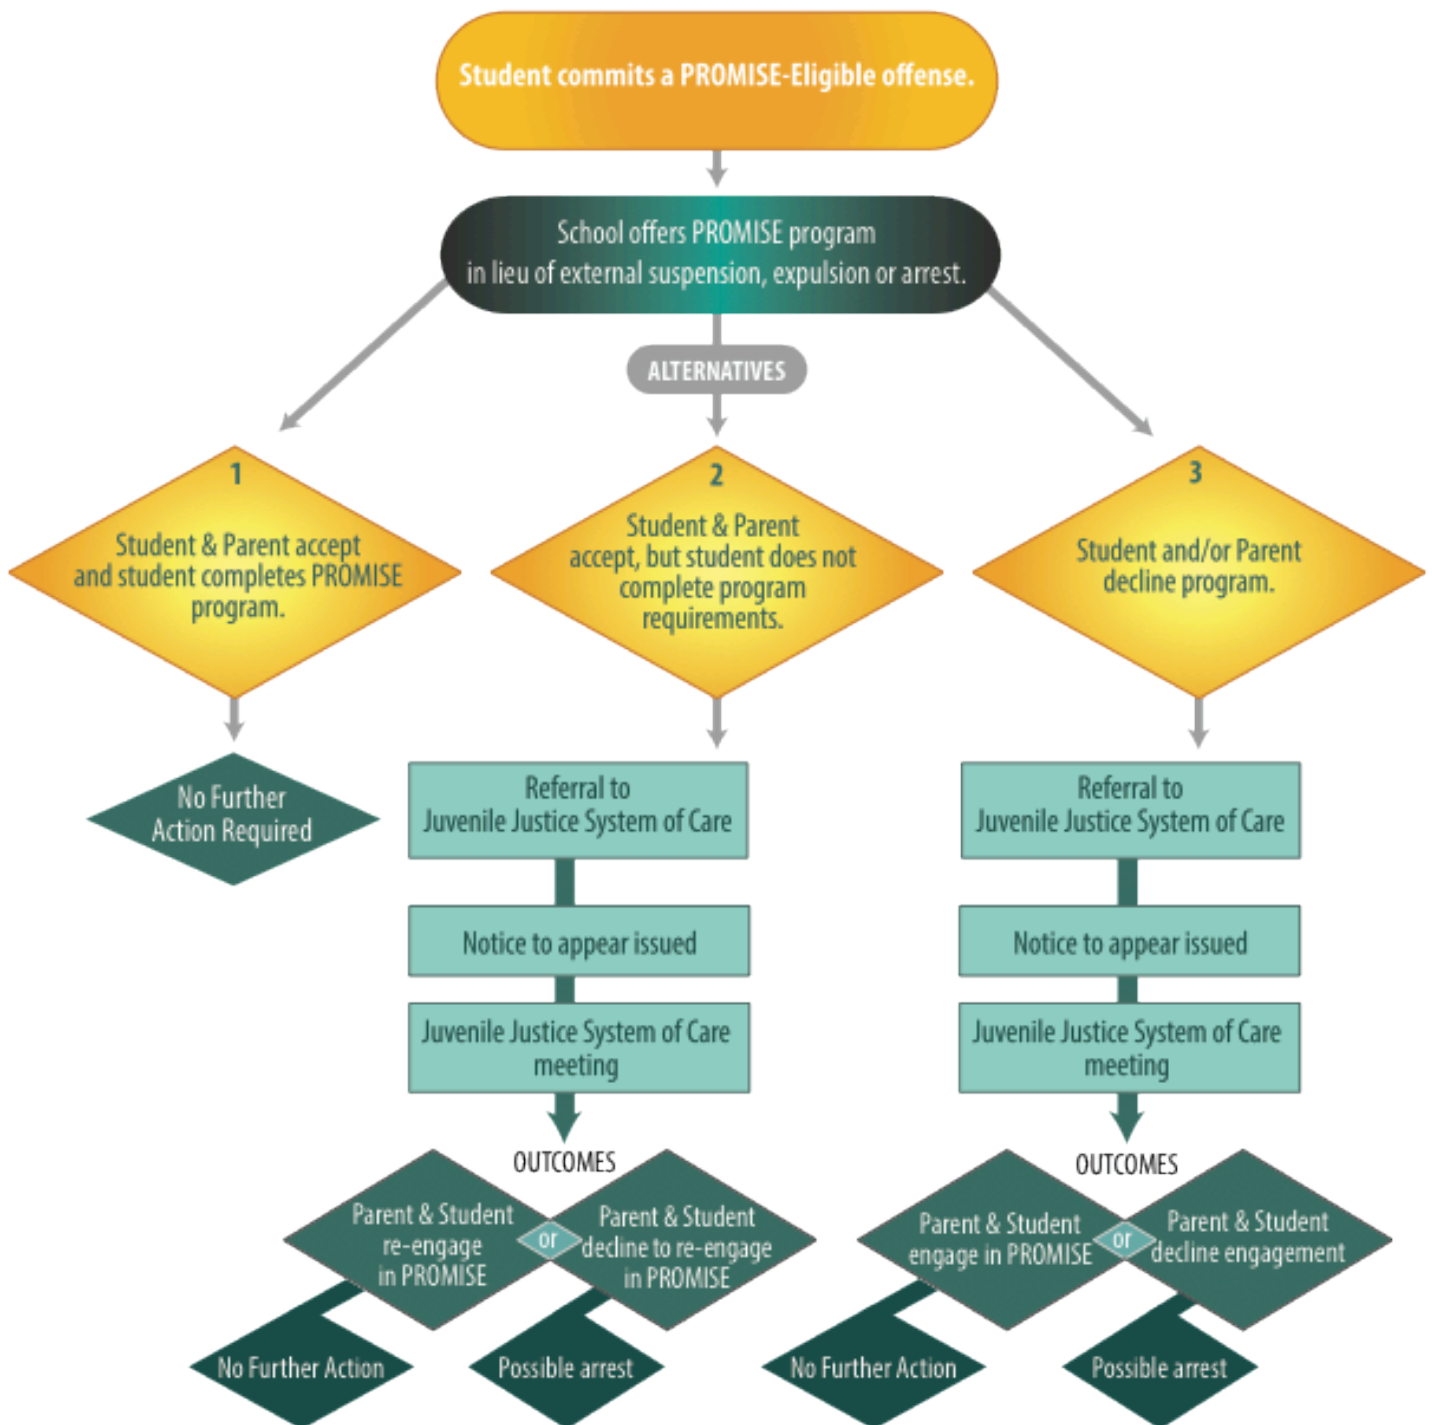 Student commits a PROMISE-Eligible offense.
School offers PROMISE program
in lieu of external suspension, expulsion or arrest.
ALTERNATIVES
1
Student & Parent accept
and student completes PROMISE
program.
2
Student & Parent
accept, but student does not
complete program
requirements.
3
Student and/or Parent
decline program.
No Further
Action Required
Referral to
Juvenile Justice System of Care
Notice to appear issued
Juvenile Justice System of Care
meeting
OUTCOMES
Parent & Student
re-engage
in PROMISE
or
Parent & Student
decline to re-engage
in PROMISE
No Further Action
Possible arrest
Referral to
Juvenile Justice System of Care
Notice to appear issued
Juvenile Justice System of Care
meeting
OUTCOMES
Parent & Student
engage in PROMISE
or
Parent & Student
decline engagement
No Further Action
Possible arrest